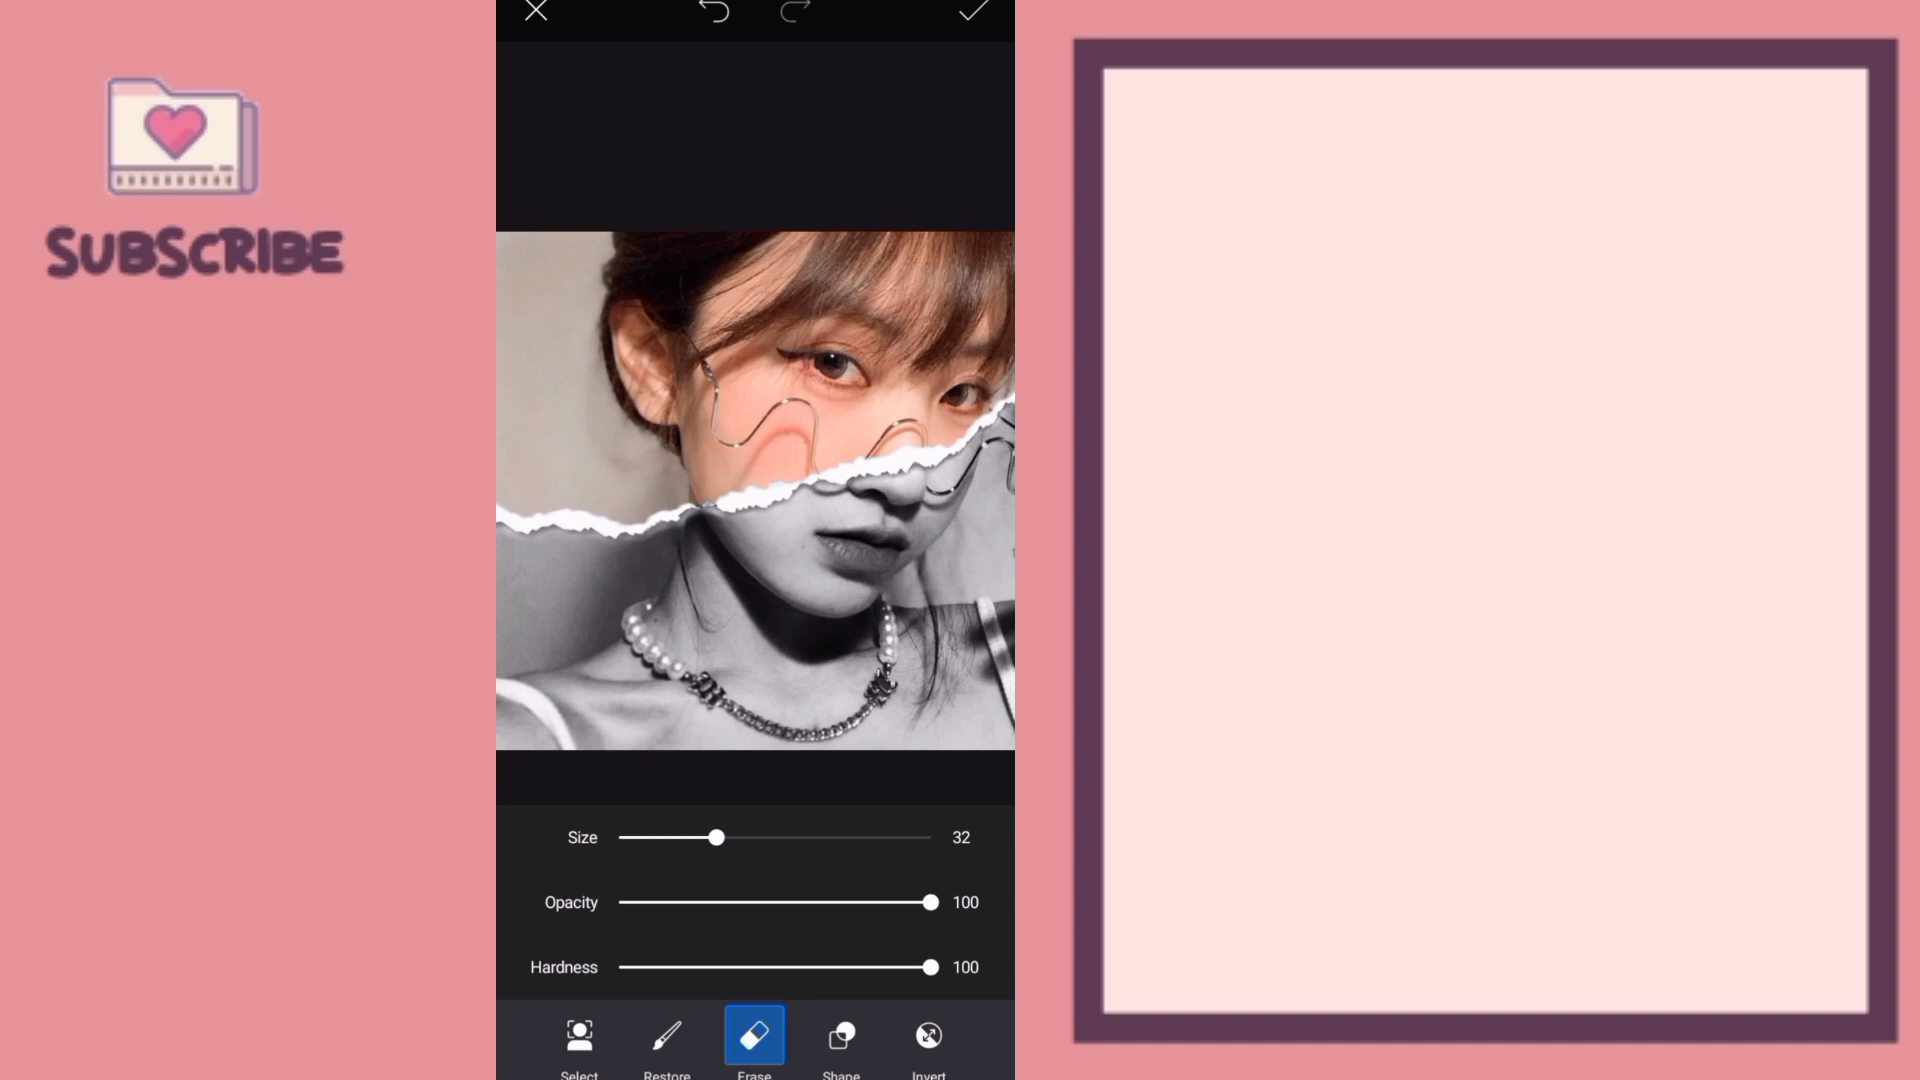 SUBSCRIBE
Size 32
Opacity 100
Hardness 100
Select Restore Erase Shape Invert